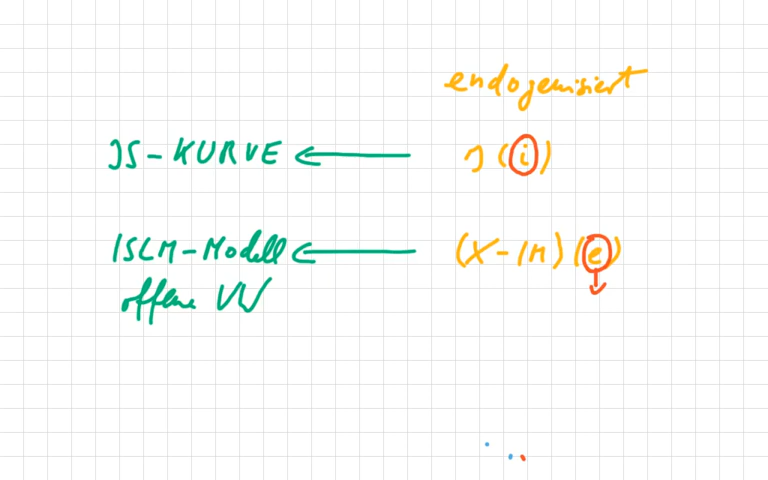 endogenisiert
IS-KURVE ← I (i)
ISLM-Modell ← (X-IM) (e)
offene VW